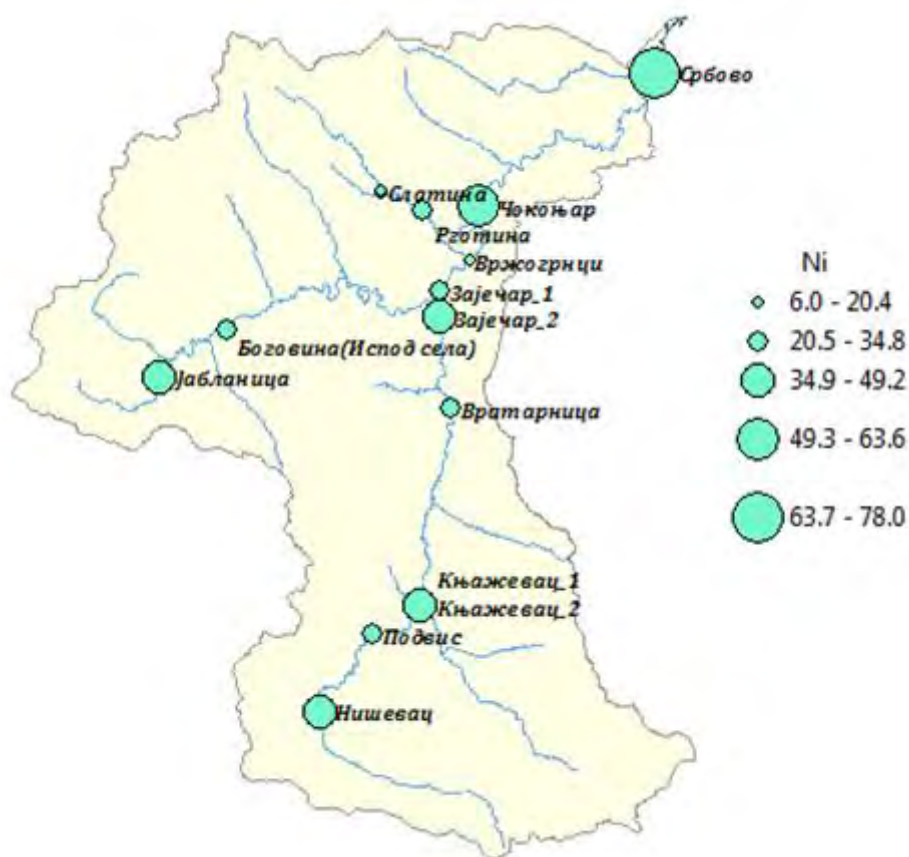 Србово
Слатина
Чокоњар
Рготина
Вржогрнци
Зајечар_1
Зајечар_2
Боговина(Испод села)
Јабланица
Вратарница
Књажевац_1
Књажевац_2
Подвис
Нишевац
Ni
6.0 - 20.4
20.5 - 34.8
34.9 - 49.2
49.3 - 63.6
63.7 - 78.0